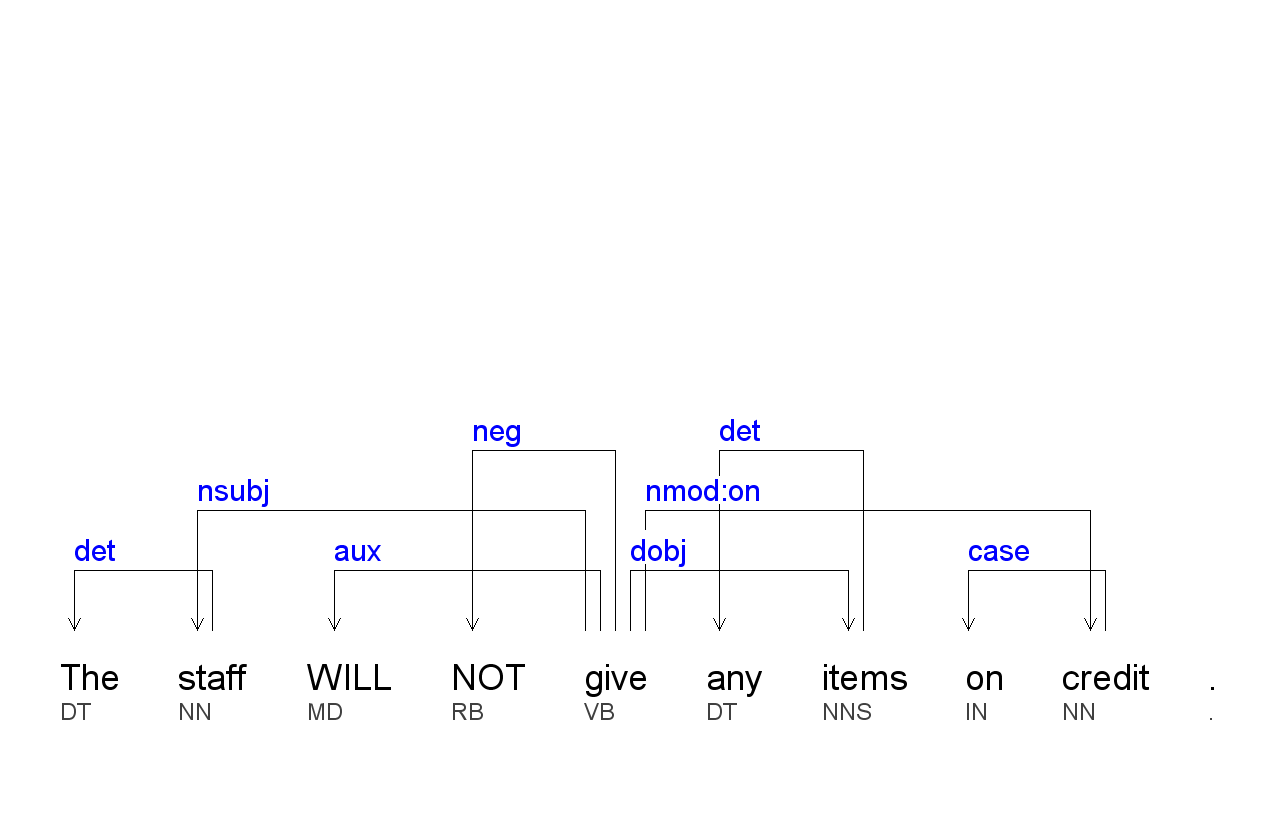 neg det
nsubj nmod:on
det aux dobj case
The staff WILL NOT give any items on credit .
DT NN MD RB VB DT NNS IN NN .